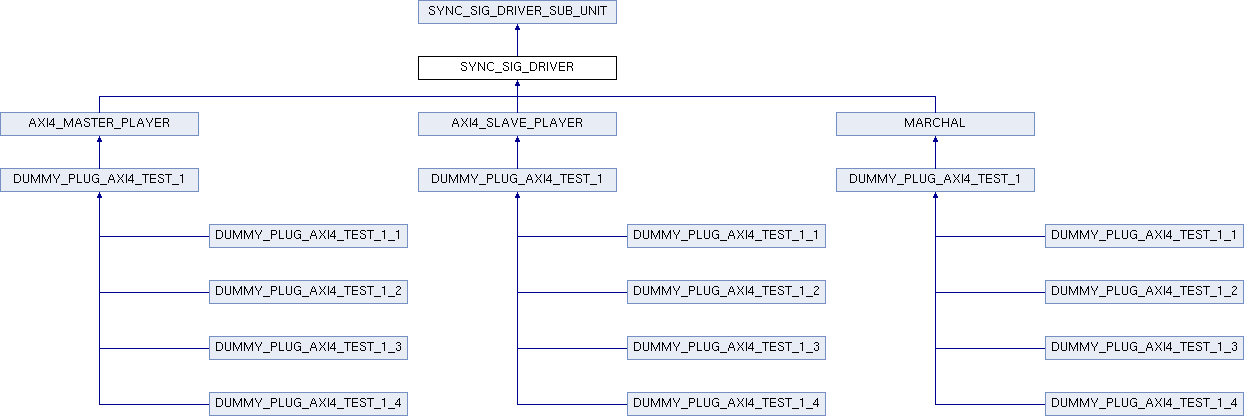 SYNC_SIG_DRIVER_SUB_UNIT
SYNC_SIG_DRIVER
AXI4_MASTER_PLAYER
AXI4_SLAVE_PLAYER
MARCHAL
DUMMY_PLUG_AXI4_TEST_1
DUMMY_PLUG_AXI4_TEST_1
DUMMY_PLUG_AXI4_TEST_1
DUMMY_PLUG_AXI4_TEST_1_1
DUMMY_PLUG_AXI4_TEST_1_1
DUMMY_PLUG_AXI4_TEST_1_1
DUMMY_PLUG_AXI4_TEST_1_2
DUMMY_PLUG_AXI4_TEST_1_2
DUMMY_PLUG_AXI4_TEST_1_2
DUMMY_PLUG_AXI4_TEST_1_3
DUMMY_PLUG_AXI4_TEST_1_3
DUMMY_PLUG_AXI4_TEST_1_3
DUMMY_PLUG_AXI4_TEST_1_4
DUMMY_PLUG_AXI4_TEST_1_4
DUMMY_PLUG_AXI4_TEST_1_4